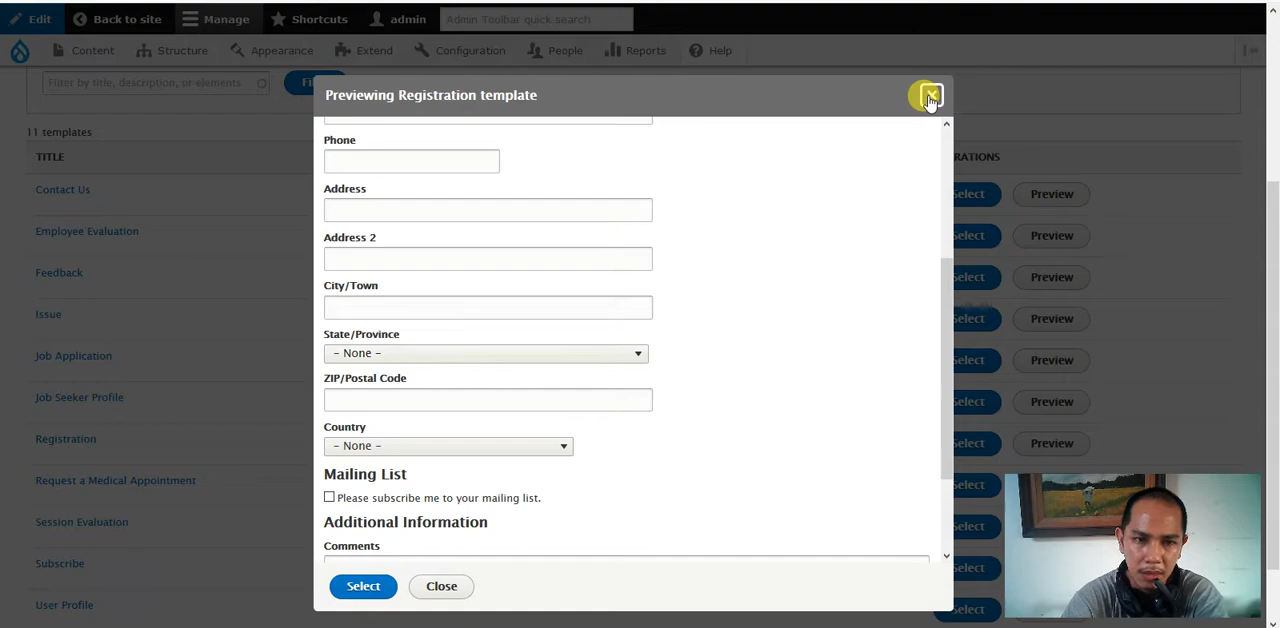 Edit Back to site Manage Shortcuts admin Admin Toolbar quick search
Content Structure Appearance Extend Configuration People Reports Help
Filter by title, description, or elements
Previewing Registration template
11 templates
TITLE
Contact Us Select Preview
Employee Evaluation Select Preview
Feedback Select Preview
Issue Select Preview
Job Application Select Preview
Job Seeker Profile Select Preview
Registration Select Preview
Request a Medical Appointment Select
Session Evaluation Select
Subscribe Select
User Profile Select
Phone
Address
Address 2
City/Town
State/Province
- None -
ZIP/Postal Code
Country
- None -
Mailing List
Please subscribe me to your mailing list.
Additional Information
Comments
Select Close